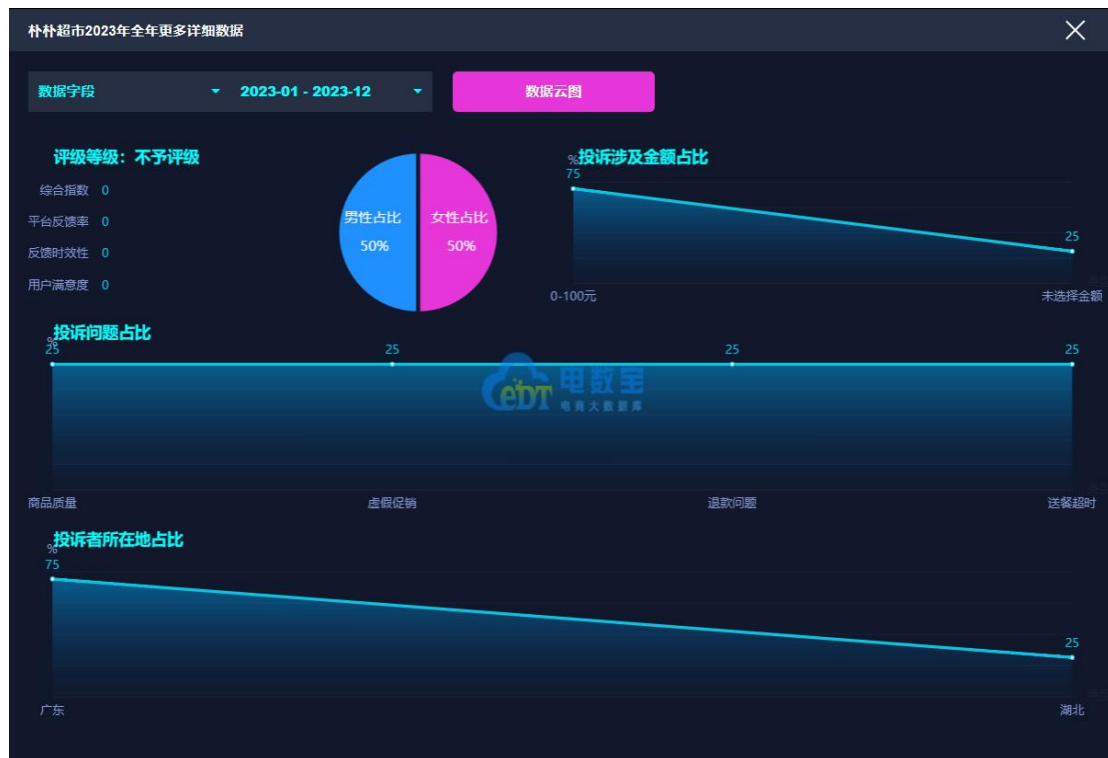 朴朴超市2023年全年更多详细数据
数据字段
2023-01 - 2023-12
数据云图
评级等级：不予评级
综合指数 0
平台反馈率 0
反馈时效性 0
用户满意度 0
男性占比
50%
女性占比
50%
%
投诉涉及金额占比
75
25
0-100元
未选择金额
投诉问题占比
%
25
25
25
25
eDT 电数宝
电商大数据库
商品质量
虚假促销
退款问题
送餐超时
投诉者所在地占比
%
75
25
广东
湖北